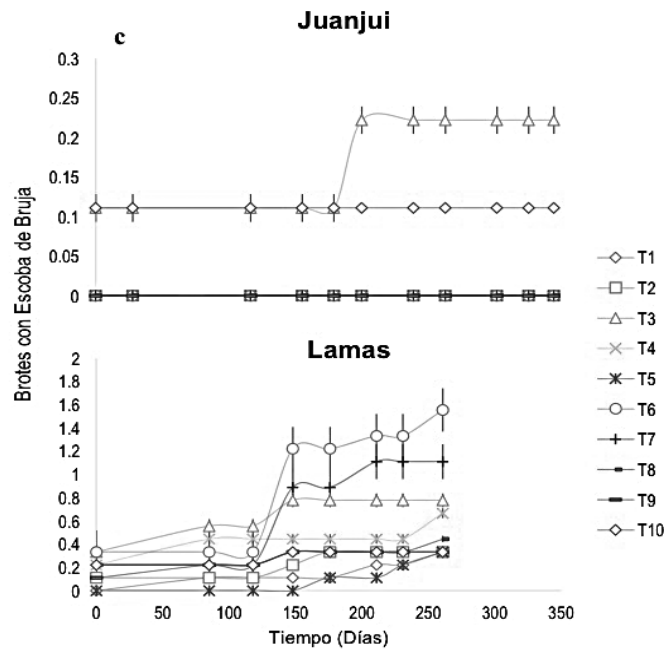 Juanjui
c
0.3
0.25
0.2
0.15
0.1
0.05
0
Brotes con Escoba de Bruja
Lamas
2
1.8
1.6
1.4
1.2
1
0.8
0.6
0.4
0.2
0
0 50 100 150 200 250 300 350
Tiempo (Días)
T1
T2
T3
T4
T5
T6
T7
T8
T9
T10